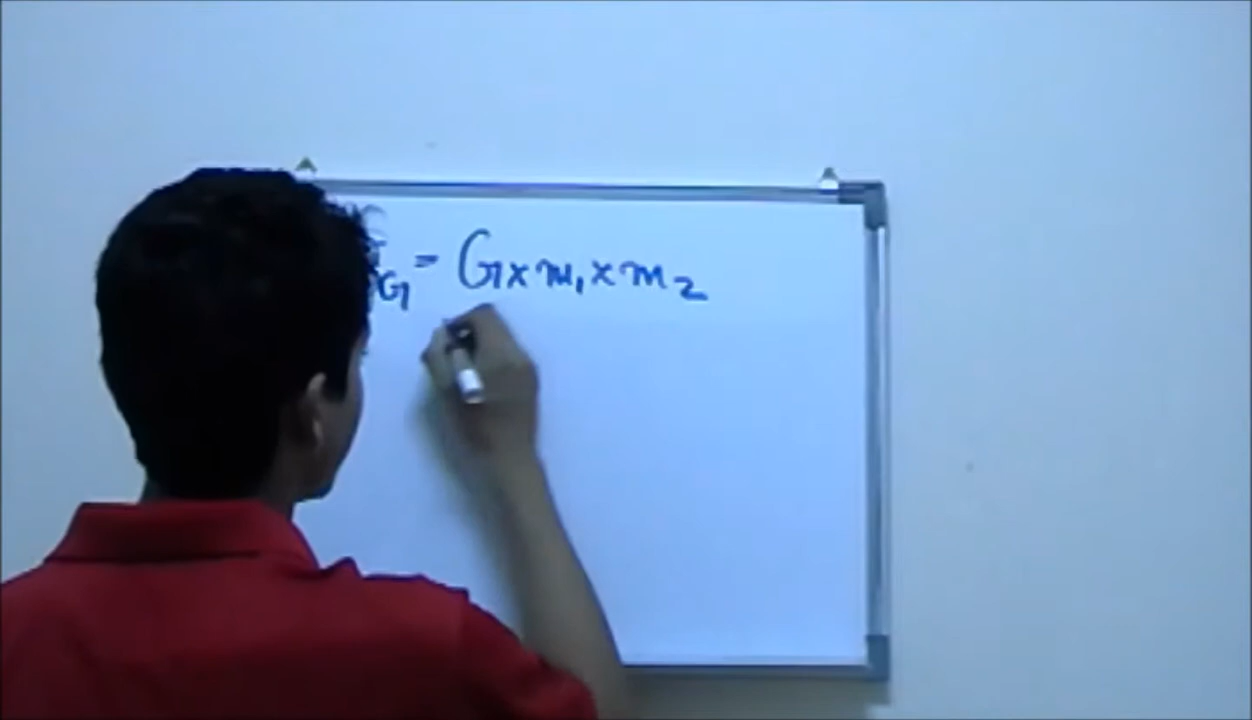 G = G x m₁ x m₂